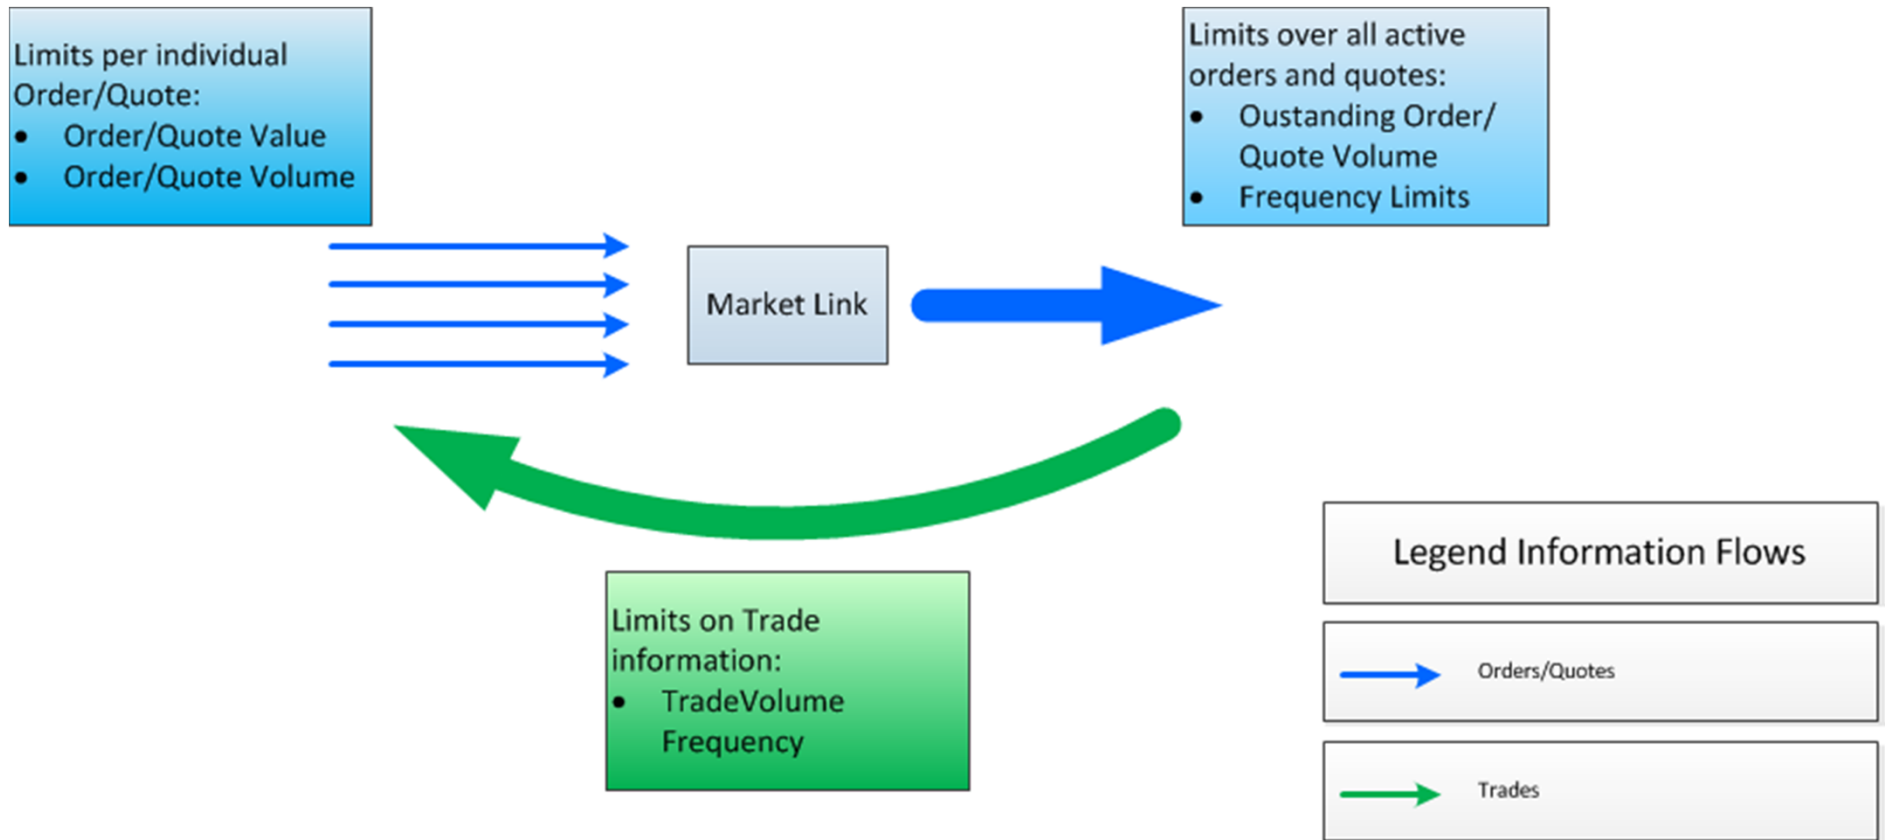 Limits per individual
Order/Quote:
• Order/Quote Value
• Order/Quote Volume
Limits over all active
orders and quotes:
• Oustanding Order/
Quote Volume
• Frequency Limits
Market Link
Limits on Trade
information:
• TradeVolume
Frequency
Legend Information Flows
Orders/Quotes
Trades